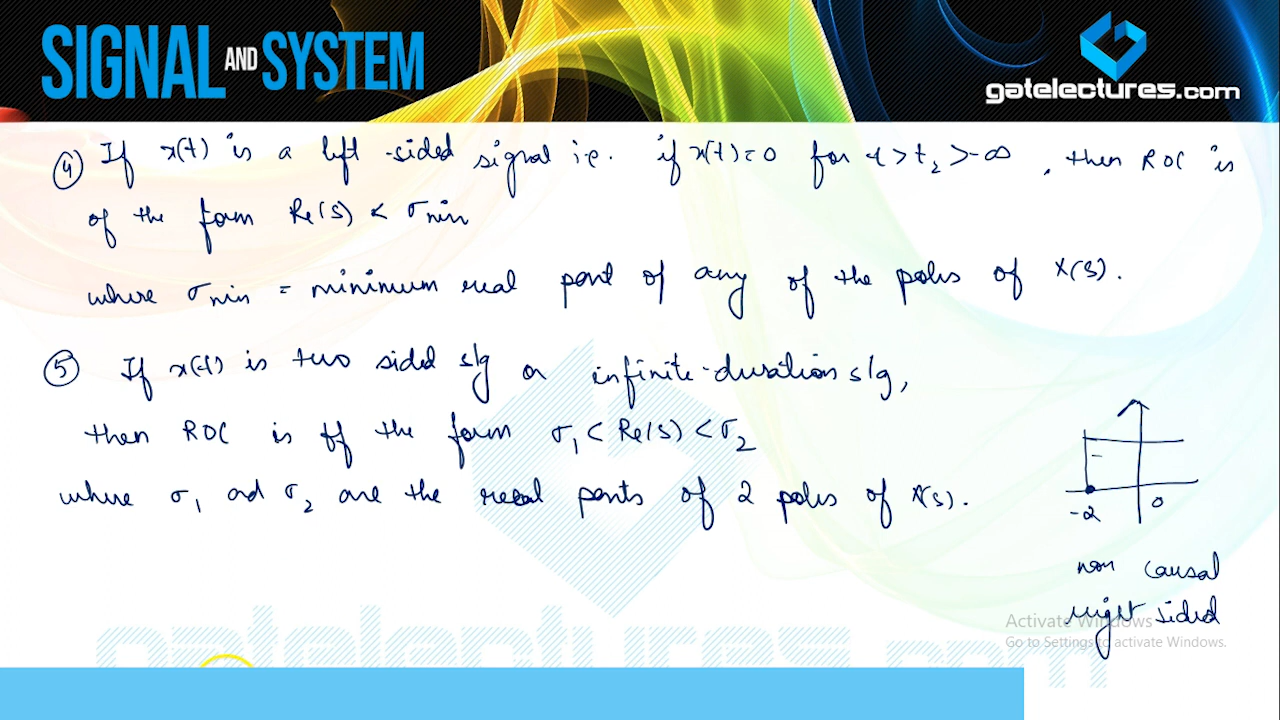 SIGNAL AND SYSTEM
gatelectures.com
④ If x(t) is a left-sided signal i.e. if x(t)=0 for t>t₂>-∞, then ROC is
of the form Re(s) < σmin
where σmin = minimum real part of any of the poles of X(s).
⑤ If x(t) is two sided s/g or infinite-duration s/g,
then ROC is of the form σ₁ < Re(s) < σ₂
where σ₁ and σ₂ are the real parts of 2 poles of X(s).
-2 0
non causal
right sided
Activate Windows
Go to Settings to activate Windows.
gatelectures.com